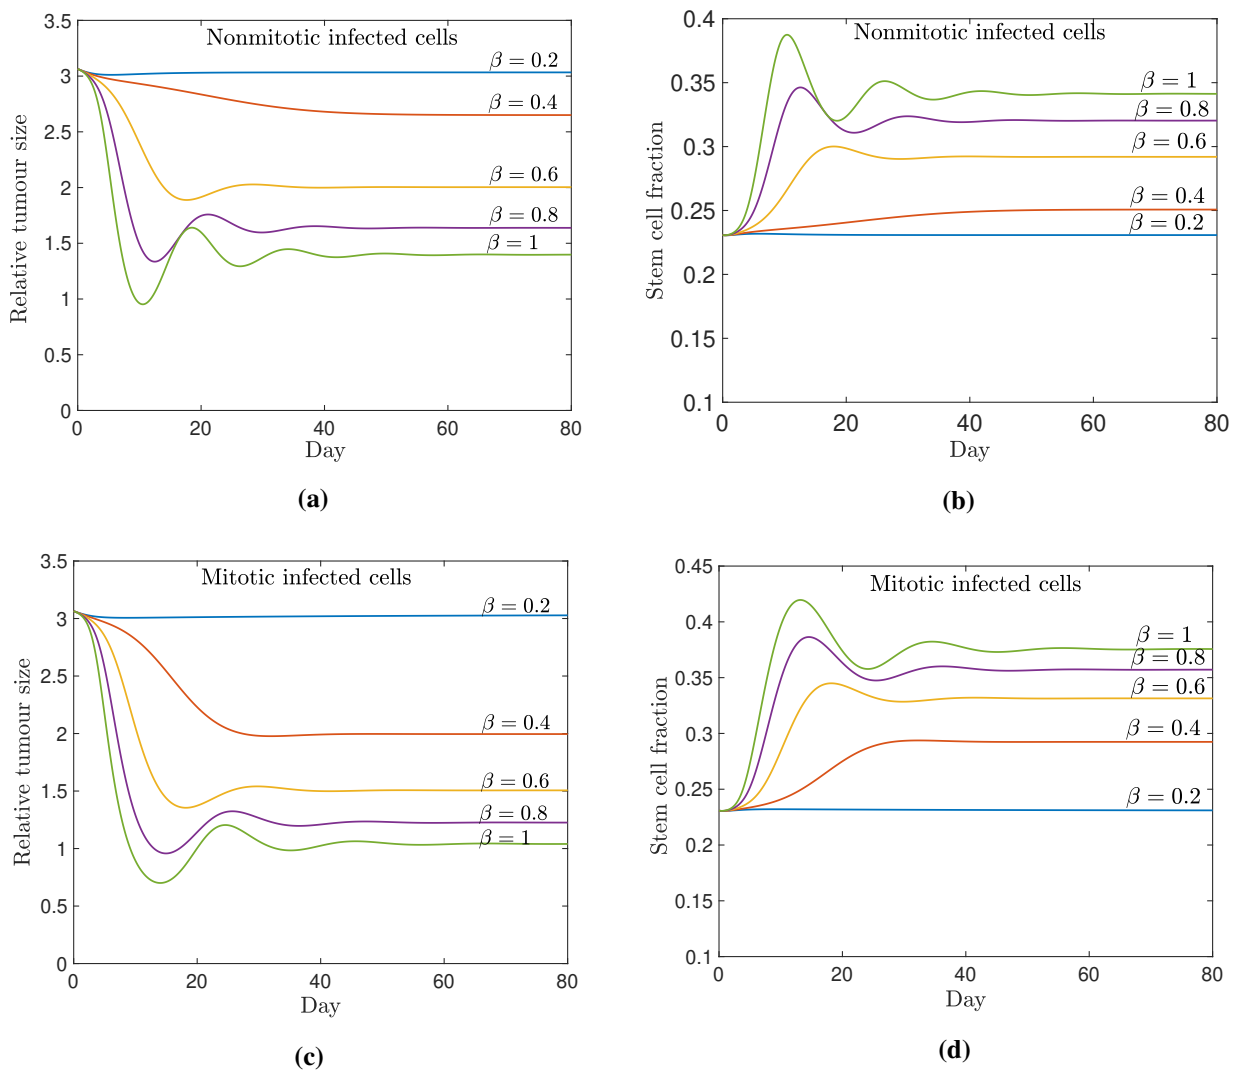 Nonmitotic infected cells
β = 0.2
β = 0.4
β = 0.6
β = 0.8
β = 1
3.5
3
2.5
2
1.5
1
0.5
0
0 20 40 60 80
Relative tumour size
Day
(a)
Nonmitotic infected cells
β = 1
β = 0.8
β = 0.6
β = 0.4
β = 0.2
0.4
0.35
0.3
0.25
0.2
0.15
0.1
0 20 40 60 80
Stem cell fraction
Day
(b)
Mitotic infected cells
β = 0.2
β = 0.4
β = 0.6
β = 0.8
β = 1
3.5
3
2.5
2
1.5
1
0.5
0
0 20 40 60 80
Relative tumour size
Day
(c)
Mitotic infected cells
β = 1
β = 0.8
β = 0.6
β = 0.4
β = 0.2
0.45
0.4
0.35
0.3
0.25
0.2
0.15
0.1
0 20 40 60 80
Stem cell fraction
Day
(d)